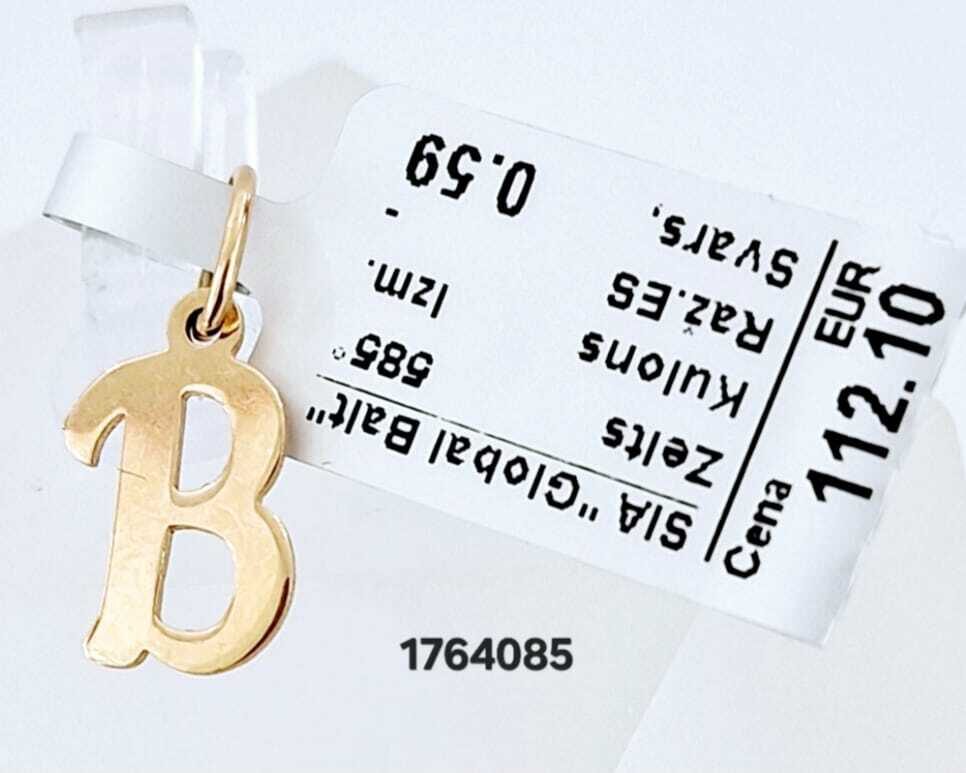 SIA "Global Balt"
Zelts 585°
Kulons Izm.
Raž.ES -
Svars, 0.59
Cena EUR
112.10
B
1764085